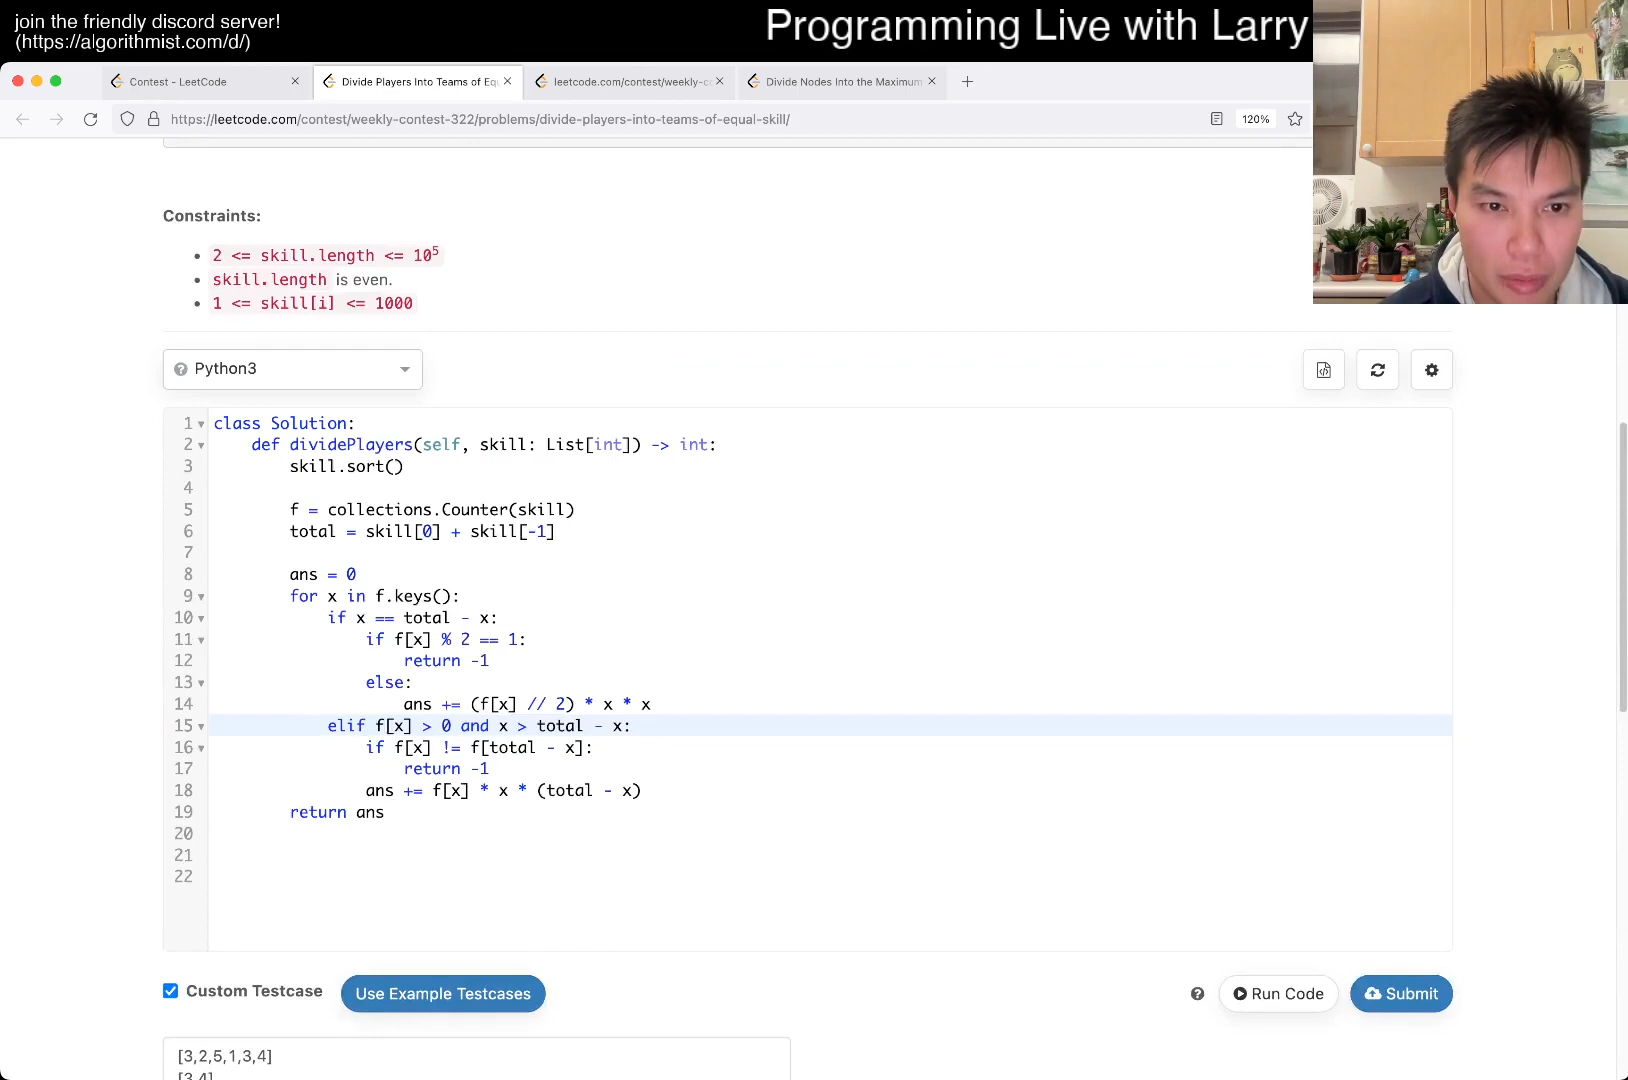 join the friendly discord server!
(https://algorithmist.com/d/)
Programming Live with Larry
Contest - LeetCode
Divide Players Into Teams of Equ
leetcode.com/contest/weekly-co
Divide Nodes Into the Maximum
https://leetcode.com/contest/weekly-contest-322/problems/divide-players-into-teams-of-equal-skill/
120%
Constraints:
2 <= skill.length <= 10^5
skill.length is even.
1 <= skill[i] <= 1000
Python3
1 class Solution:
2     def dividePlayers(self, skill: List[int]) -> int:
3         skill.sort()
4
5         f = collections.Counter(skill)
6         total = skill[0] + skill[-1]
7
8         ans = 0
9         for x in f.keys():
10             if x == total - x:
11                 if f[x] % 2 == 1:
12                     return -1
13                 else:
14                     ans += (f[x] // 2) * x * x
15             elif f[x] > 0 and x > total - x:
16                 if f[x] != f[total - x]:
17                     return -1
18                 ans += f[x] * x * (total - x)
19         return ans
20
21
22
Custom Testcase
Use Example Testcases
Run Code
Submit
[3,2,5,1,3,4]
[3,4]